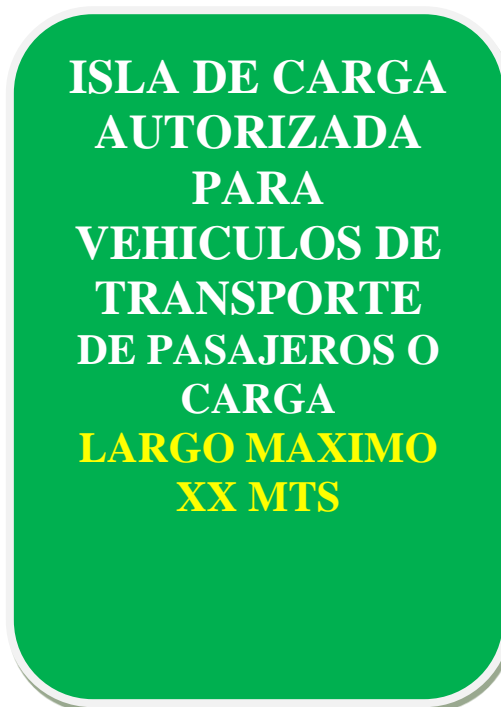 ISLA DE CARGA
AUTORIZADA
PARA
VEHICULOS DE
TRANSPORTE
DE PASAJEROS O
CARGA
LARGO MAXIMO
XX MTS